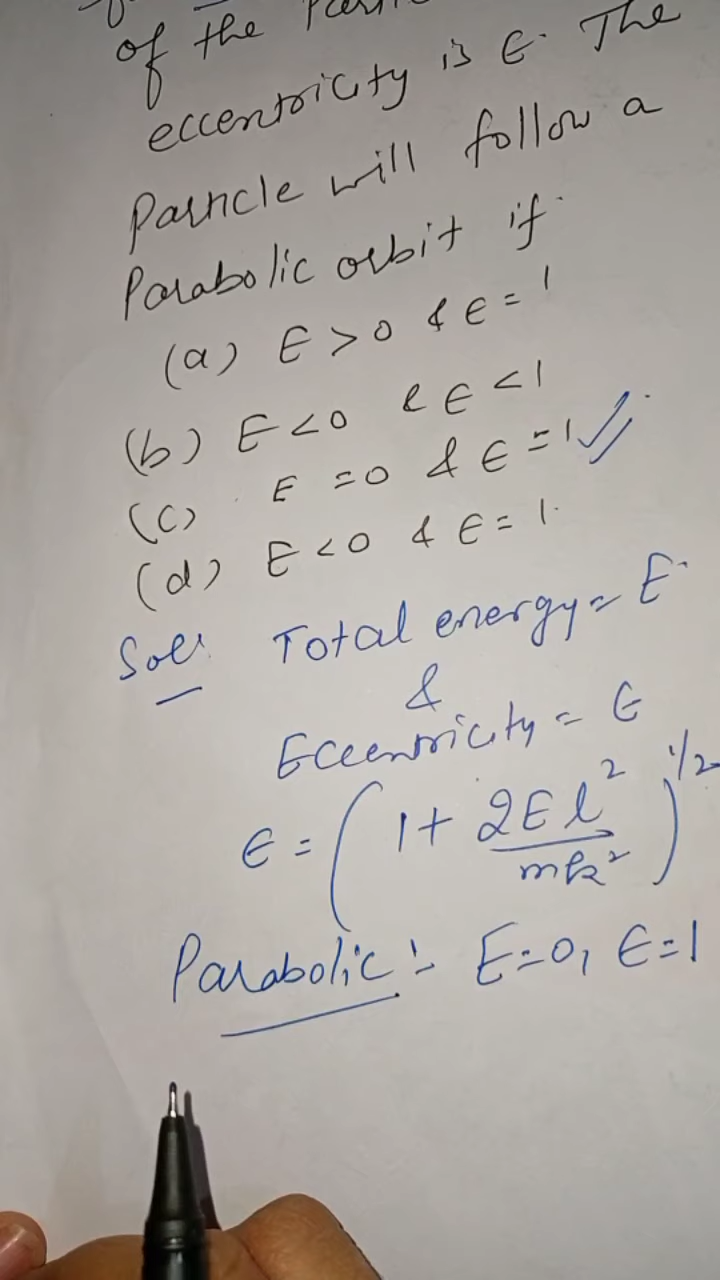 of the
eccentricity is ε. The
Particle will follow a
Parabolic orbit if
(a) E > 0 & ε = 1
(b) E < 0 & ε < 1
(c) E = 0 & ε = 1
(d) E < 0 & ε = 1.
Sol: Total energy = E
&
Eccentricity = ε
ε = (1 + 2El²/mk²)^1/2
Parabolic :- E=0, ε=1